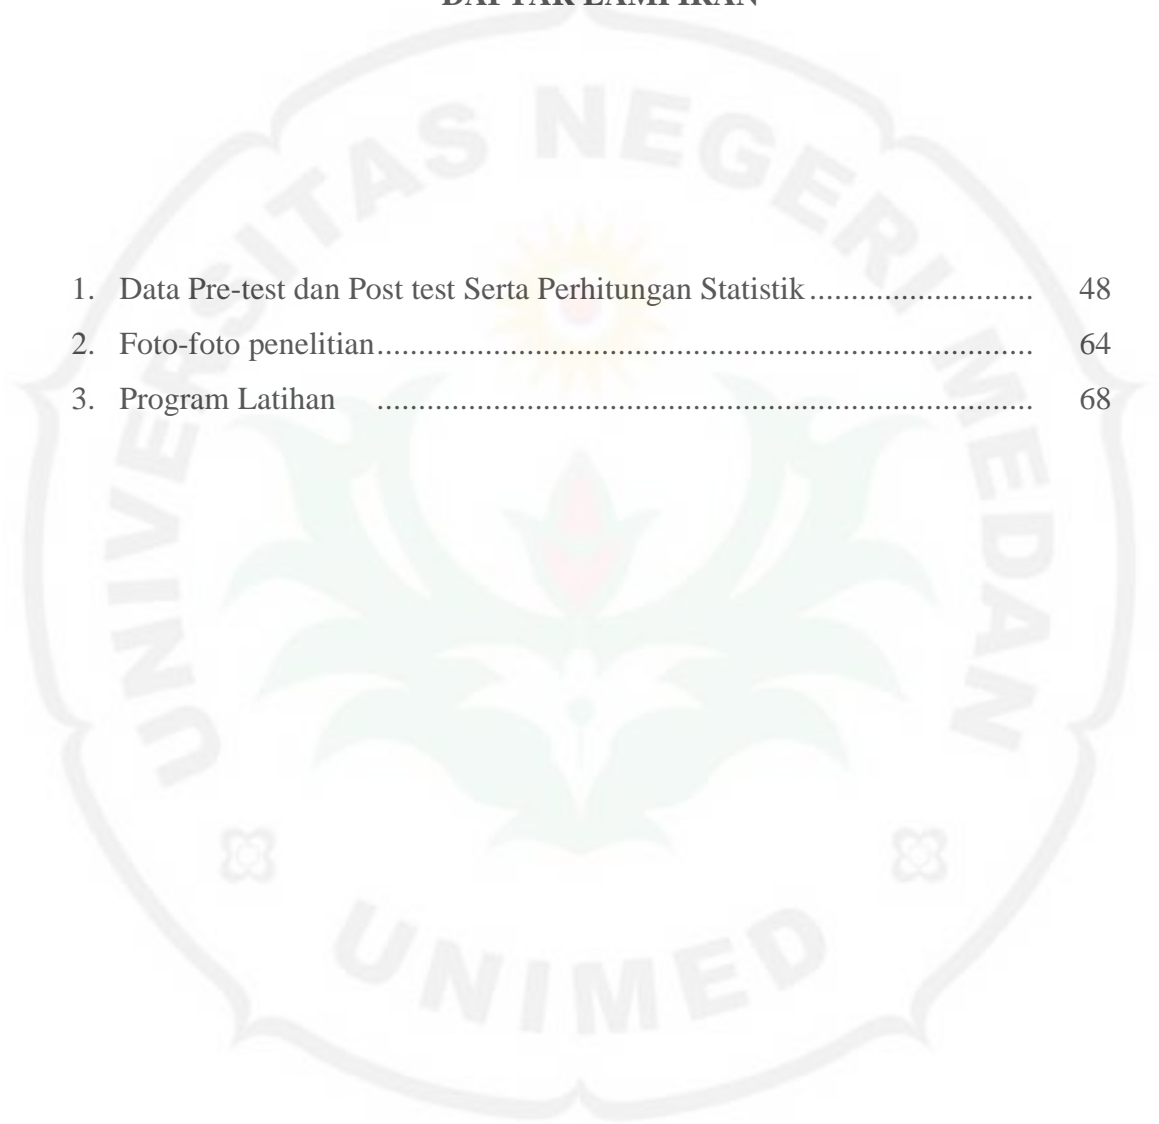 DAFTAR LAMPIRAN
UNIVERSITAS NEGERI MEDAN
1. Data Pre-test dan Post test Serta Perhitungan Statistik......................... 48
2. Foto-foto penelitian........................................................................ 64
3. Program Latihan ........................................................................ 68
UNIMED